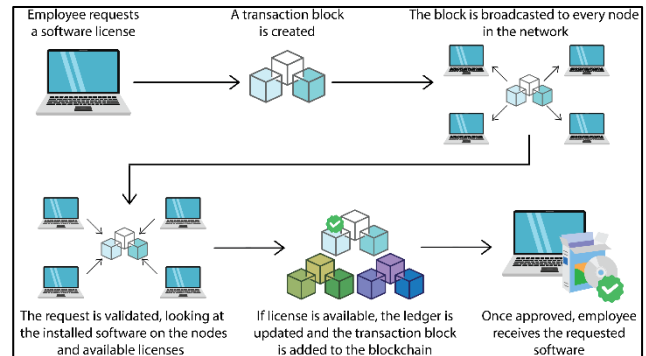 Employee requests
a software license
A transaction block
is created
The block is broadcasted to every node
in the network
The request is validated, looking at
the installed software on the nodes
and available licenses
If license is available, the ledger is
updated and the transaction block
is added to the blockchain
Once approved, employee
receives the requested
software